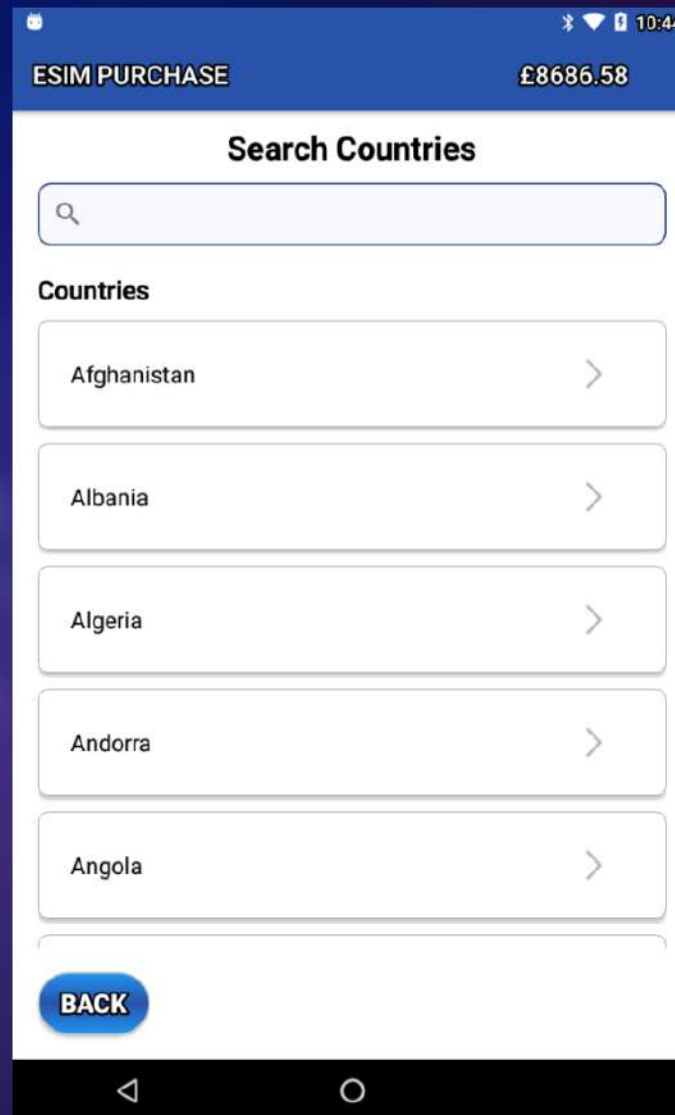 10:44
ESIM PURCHASE £8686.58
Search Countries
Countries
Afghanistan
Albania
Algeria
Andorra
Angola
BACK